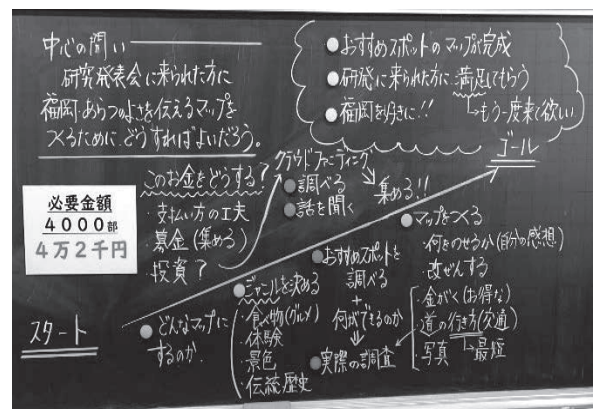 中心の問い
研究発表会に来られた方に
福岡・あらつのよさを伝えるマップを
つくるために、どうすればよいだろう。
おすすめスポットのマップが完成
研発に来られた方に満足してもらう
→もう一度来て欲しい
福岡を好きに!!
ゴール
必要金額
4000部
4万2千円
このお金をどうする?
・支払い方の工夫
・募金(集める)
・投資?
クラウドファンディング
調べる
話を聞く
集める!!
スタート
どんなマップに
するのか
ジャンルを決める
・食べ物(グルメ)
・体験
・景色
・伝統歴史
おすすめスポットを
調べる
+
何ができるのか
実際の調査
マップをつくる
何をのせるか(自分の感想)
改ぜんする
・金がく(お得な)
・道の行き方(交通)
→最短
・写真